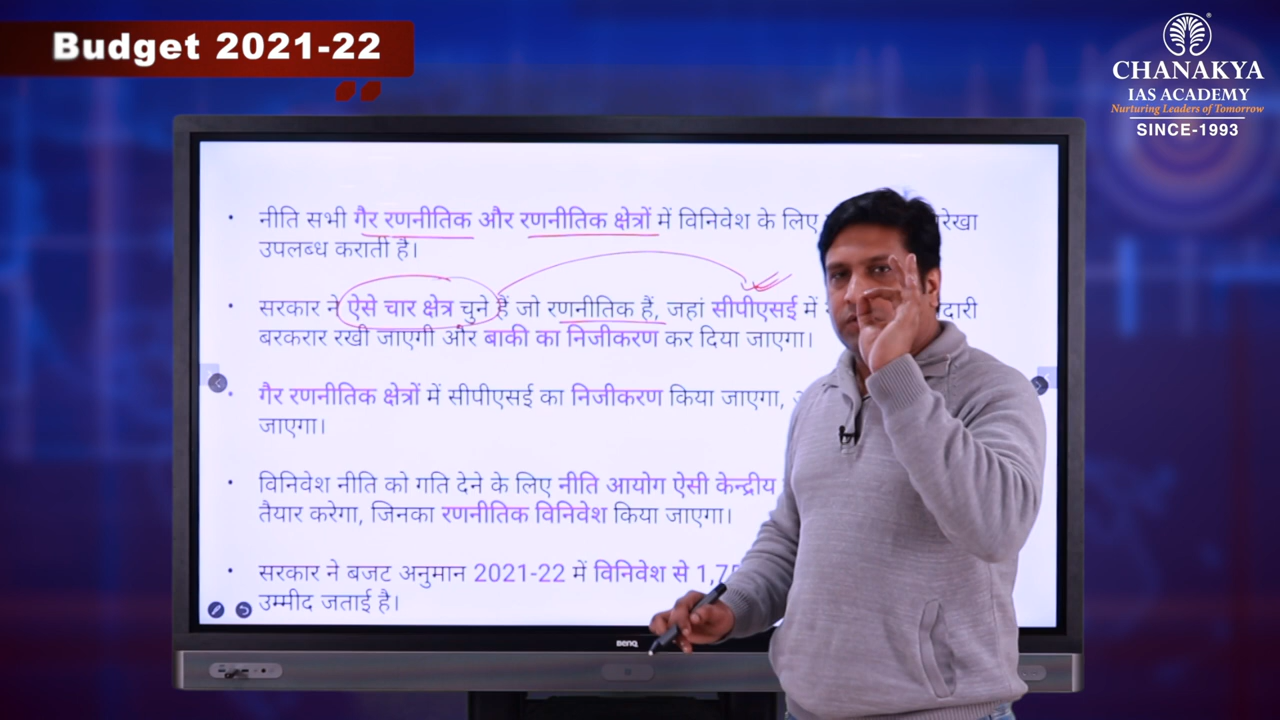 Budget 2021-22
CHANAKYA
IAS ACADEMY
Nurturing Leaders of Tomorrow
SINCE-1993
• नीति सभी गैर रणनीतिक और रणनीतिक क्षेत्रों में विनिवेश के लिए
उपलब्ध कराती है।
• सरकार ने ऐसे चार क्षेत्र चुने हैं जो रणनीतिक हैं, जहां सीपीएसई में
बरकरार रखी जाएगी और बाकी का निजीकरण कर दिया जाएगा।
• गैर रणनीतिक क्षेत्रों में सीपीएसई का निजीकरण किया जाएगा,
जाएगा।
• विनिवेश नीति को गति देने के लिए नीति आयोग ऐसी केन्द्रीय
तैयार करेगा, जिनका रणनीतिक विनिवेश किया जाएगा।
• सरकार ने बजट अनुमान 2021-22 में विनिवेश से
उम्मीद जताई है।
BenQ